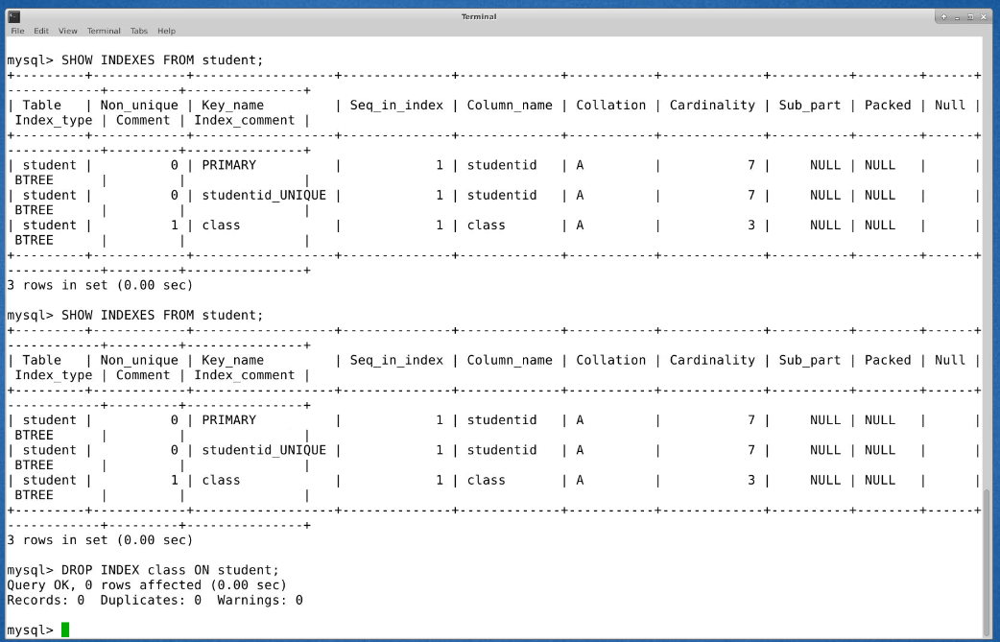 Terminal
File Edit View Terminal Tabs Help
mysql> SHOW INDEXES FROM student;
+---------+------------+------------------+-------------+-------------+-----------+-------------+----------+--------+------+
------------+---------+---------------+
| Table   | Non_unique | Key_name         | Seq_in_index | Column_name | Collation | Cardinality | Sub_part | Packed | Null |
 Index_type | Comment | Index_comment |
+---------+------------+------------------+-------------+-------------+-----------+-------------+----------+--------+------+
------------+---------+---------------+
| student |          0 | PRIMARY          |            1 | studentid   | A         |           7 |     NULL | NULL   |      |
 BTREE      |         |               |
| student |          0 | studentid_UNIQUE |            1 | studentid   | A         |           7 |     NULL | NULL   |      |
 BTREE      |         |               |
| student |          1 | class            |            1 | class       | A         |           3 |     NULL | NULL   |      |
 BTREE      |         |               |
+---------+------------+------------------+-------------+-------------+-----------+-------------+----------+--------+------+
------------+---------+---------------+
3 rows in set (0.00 sec)
mysql> SHOW INDEXES FROM student;
+---------+------------+------------------+-------------+-------------+-----------+-------------+----------+--------+------+
------------+---------+---------------+
| Table   | Non_unique | Key_name         | Seq_in_index | Column_name | Collation | Cardinality | Sub_part | Packed | Null |
 Index_type | Comment | Index_comment |
+---------+------------+------------------+-------------+-------------+-----------+-------------+----------+--------+------+
------------+---------+---------------+
| student |          0 | PRIMARY          |            1 | studentid   | A         |           7 |     NULL | NULL   |      |
 BTREE      |         |               |
| student |          0 | studentid_UNIQUE |            1 | studentid   | A         |           7 |     NULL | NULL   |      |
 BTREE      |         |               |
| student |          1 | class            |            1 | class       | A         |           3 |     NULL | NULL   |      |
 BTREE      |         |               |
+---------+------------+------------------+-------------+-------------+-----------+-------------+----------+--------+------+
------------+---------+---------------+
3 rows in set (0.00 sec)
mysql> DROP INDEX class ON student;
Query OK, 0 rows affected (0.00 sec)
Records: 0  Duplicates: 0  Warnings: 0
mysql>